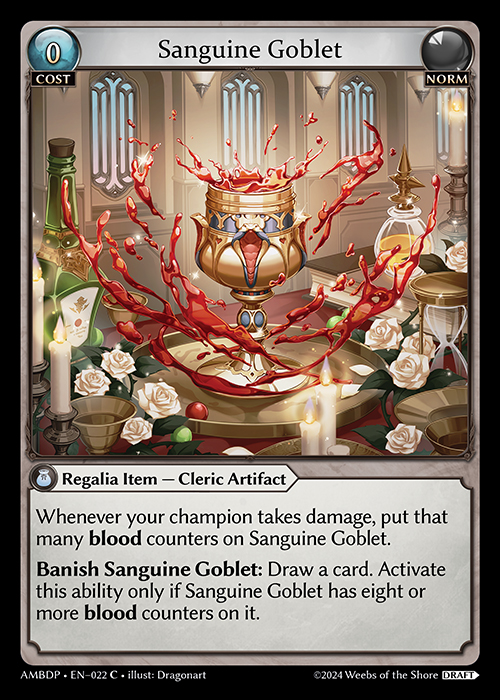 0
Sanguine Goblet
COST
NORM
Regalia Item — Cleric Artifact
Whenever your champion takes damage, put that
many blood counters on Sanguine Goblet.
Banish Sanguine Goblet: Draw a card. Activate
this ability only if Sanguine Goblet has eight or
more blood counters on it.
AMBDP • EN–022 C • illust: Dragonart
©2024 Weebs of the Shore DRAFT